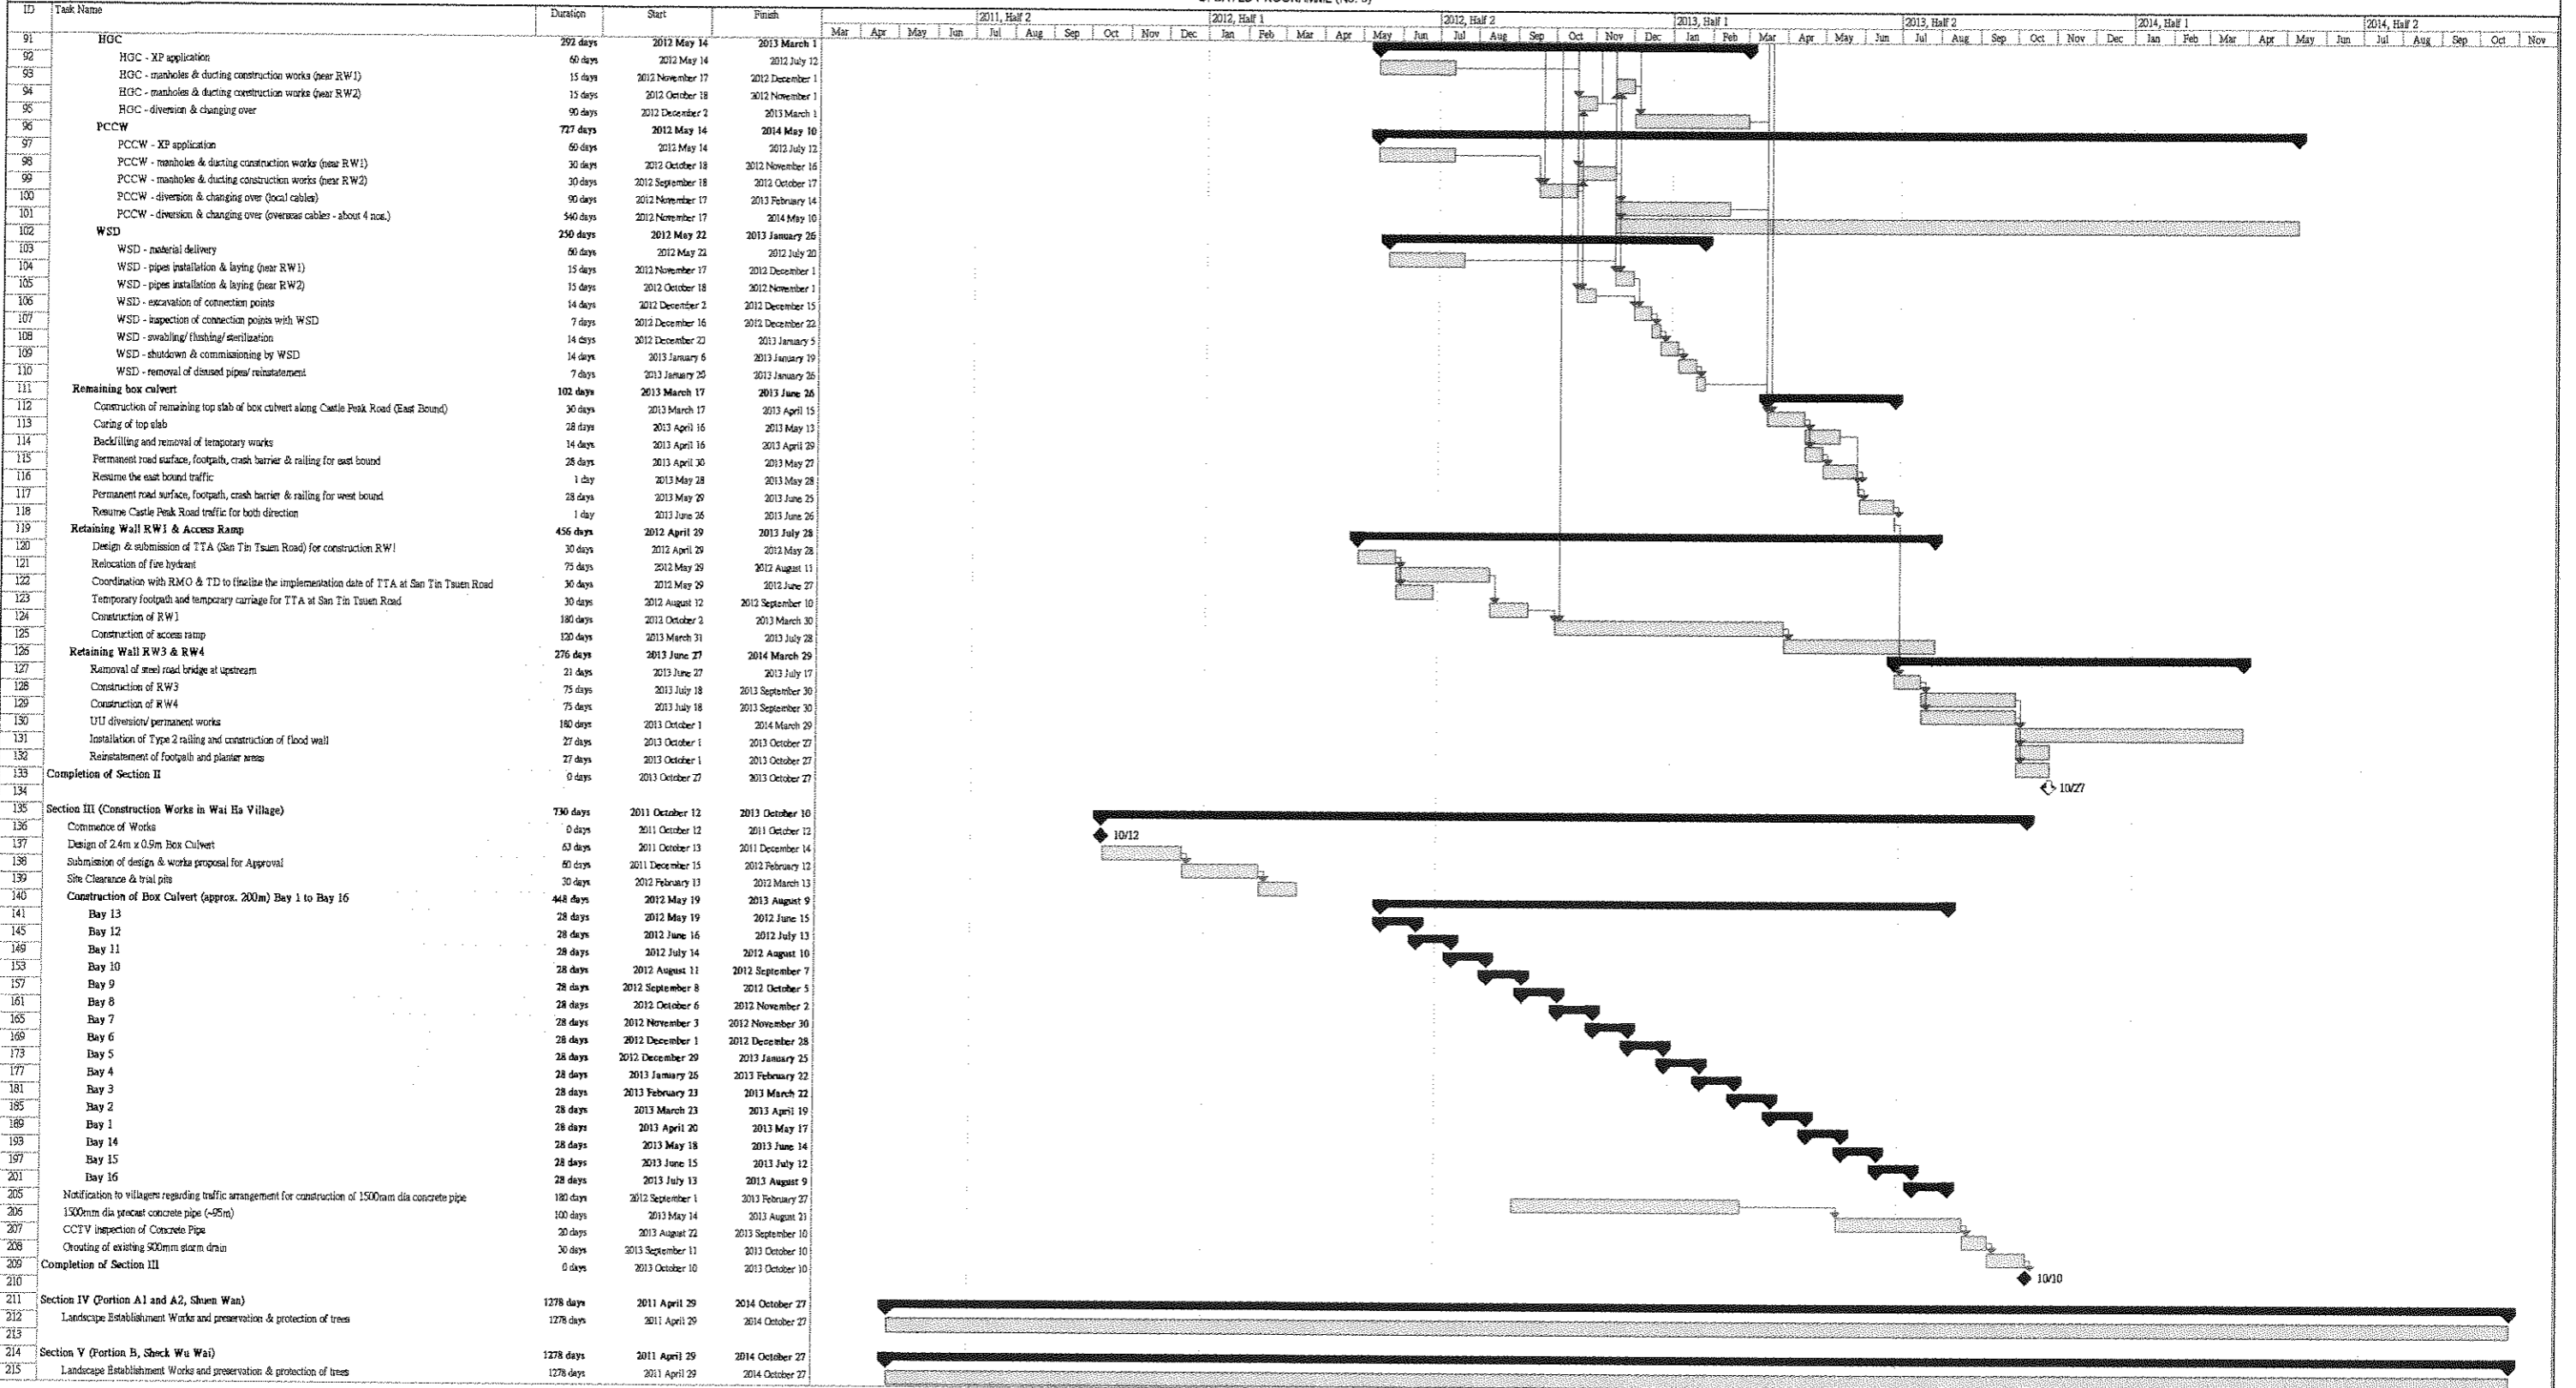 ID Task Name Duration Start Finish
2011, Half 2 2012, Half 1 2012, Half 2 2013, Half 1 2013, Half 2 2014, Half 1 2014, Half 2
Mar Apr May Jun Jul Aug Sep Oct Nov Dec Jan Feb Mar Apr May Jun Jul Aug Sep Oct Nov Dec Jan Feb Mar Apr May Jun Jul Aug Sep Oct Nov Dec Jan Feb Mar Apr May Jun Jul Aug Sep Oct Nov
91 HGC 292 days 2012 May 14 2013 March 1
92 HGC - XP application 60 days 2012 May 14 2012 July 12
93 HGC - manholes & ducting construction works (near RW1) 15 days 2012 November 17 2012 December 1
94 HGC - manholes & ducting construction works (near RW2) 15 days 2012 October 18 2012 November 1
95 HGC - diversion & changing over 90 days 2012 December 2 2013 March 1
96 PCCW 727 days 2012 May 14 2014 May 10
97 PCCW - XP application 60 days 2012 May 14 2012 July 12
98 PCCW - manholes & ducting construction works (near RW1) 30 days 2012 October 18 2012 November 16
99 PCCW - manholes & ducting construction works (near RW2) 30 days 2012 September 18 2012 October 17
100 PCCW - diversion & changing over (local cables) 90 days 2012 November 17 2013 February 14
101 PCCW - diversion & changing over (overseas cables - about 4 nos.) 540 days 2012 November 17 2014 May 10
102 WSD 250 days 2012 May 22 2013 January 26
103 WSD - material delivery 60 days 2012 May 22 2012 July 20
104 WSD - pipes installation & laying (near RW1) 15 days 2012 November 17 2012 December 1
105 WSD - pipes installation & laying (near RW2) 15 days 2012 October 18 2012 November 1
106 WSD - excavation of connection points 14 days 2012 December 2 2012 December 15
107 WSD - inspection of connection points with WSD 7 days 2012 December 16 2012 December 22
108 WSD - swabling/ flushing/ sterilization 14 days 2012 December 23 2013 January 5
109 WSD - shutdown & commissioning by WSD 14 days 2013 January 6 2013 January 19
110 WSD - removal of disused pipes/ reinstatement 7 days 2013 January 20 2013 January 26
111 Remaining box culvert 102 days 2013 March 17 2013 June 26
112 Construction of remaining top slab of box culvert along Castle Peak Road (East Bound) 30 days 2013 March 17 2013 April 15
113 Curing of top slab 28 days 2013 April 16 2013 May 13
114 Backfilling and removal of temporary works 14 days 2013 April 16 2013 April 29
115 Permanent road surface, footpath, crash barrier & railing for east bound 28 days 2013 April 30 2013 May 27
116 Resume the east bound traffic 1 day 2013 May 28 2013 May 28
117 Permanent road surface, footpath, crash barrier & railing for west bound 28 days 2013 May 29 2013 June 25
118 Resume Castle Peak Road traffic for both direction 1 day 2013 June 26 2013 June 26
119 Retaining Wall RW1 & Access Ramp 456 days 2012 April 29 2013 July 28
120 Design & submission of TTA (San Tin Tsuen Road) for construction RW1 30 days 2012 April 29 2012 May 28
121 Relocation of fire hydrant 75 days 2012 May 29 2012 August 11
122 Coordination with RMO & TD to finalize the implementation date of TTA at San Tin Tsuen Road 30 days 2012 May 29 2012 June 27
123 Temporary footpath and temporary carriage for TTA at San Tin Tsuen Road 30 days 2012 August 12 2012 September 10
124 Construction of RW1 180 days 2012 October 2 2013 March 30
125 Construction of access ramp 120 days 2013 March 31 2013 July 28
126 Retaining Wall RW3 & RW4 276 days 2013 June 27 2014 March 29
127 Removal of steel road bridge at upstream 21 days 2013 June 27 2013 July 17
128 Construction of RW3 75 days 2013 July 18 2013 September 30
129 Construction of RW4 75 days 2013 July 18 2013 September 30
130 UU diversion/ permanent works 180 days 2013 October 1 2014 March 29
131 Installation of Type 2 railing and construction of flood wall 27 days 2013 October 1 2013 October 27
132 Reinstatement of footpath and planter areas 27 days 2013 October 1 2013 October 27
133 Completion of Section II 0 days 2013 October 27 2013 October 27 10/27
134
135 Section III (Construction Works in Wai Ha Village) 730 days 2011 October 12 2013 October 10
136 Commence of Works 0 days 2011 October 12 2011 October 12 10/12
137 Design of 2.4m x 0.9m Box Culvert 63 days 2011 October 13 2011 December 14
138 Submission of design & works proposal for Approval 60 days 2011 December 15 2012 February 12
139 Site Clearance & trial pits 30 days 2012 February 13 2012 March 13
140 Construction of Box Culvert (approx. 200m) Bay 1 to Bay 16 448 days 2012 May 19 2013 August 9
141 Bay 13 28 days 2012 May 19 2012 June 15
145 Bay 12 28 days 2012 June 16 2012 July 13
149 Bay 11 28 days 2012 July 14 2012 August 10
153 Bay 10 28 days 2012 August 11 2012 September 7
157 Bay 9 28 days 2012 September 8 2012 October 5
161 Bay 8 28 days 2012 October 6 2012 November 2
165 Bay 7 28 days 2012 November 3 2012 November 30
169 Bay 6 28 days 2012 December 1 2012 December 28
173 Bay 5 28 days 2012 December 29 2013 January 25
177 Bay 4 28 days 2013 January 26 2013 February 22
181 Bay 3 28 days 2013 February 23 2013 March 22
185 Bay 2 28 days 2013 March 23 2013 April 19
189 Bay 1 28 days 2013 April 20 2013 May 17
193 Bay 14 28 days 2013 May 18 2013 June 14
197 Bay 15 28 days 2013 June 15 2013 July 12
201 Bay 16 28 days 2013 July 13 2013 August 9
205 Notification to villagers regarding traffic arrangement for construction of 1500mm dia concrete pipe 180 days 2012 September 1 2013 February 27
206 1500mm dia precast concrete pipe (~95m) 100 days 2013 May 14 2013 August 21
207 CCTV inspection of Concrete Pipe 20 days 2013 August 22 2013 September 10
208 Grouting of existing 900mm storm drain 30 days 2013 September 11 2013 October 10
209 Completion of Section III 0 days 2013 October 10 2013 October 10 10/10
210
211 Section IV (Portion A1 and A2, Shuen Wan) 1278 days 2011 April 29 2014 October 27
212 Landscape Establishment Works and preservation & protection of trees 1278 days 2011 April 29 2014 October 27
213
214 Section V (Portion B, Sheck Wu Wai) 1278 days 2011 April 29 2014 October 27
215 Landscape Establishment Works and preservation & protection of trees 1278 days 2011 April 29 2014 October 27